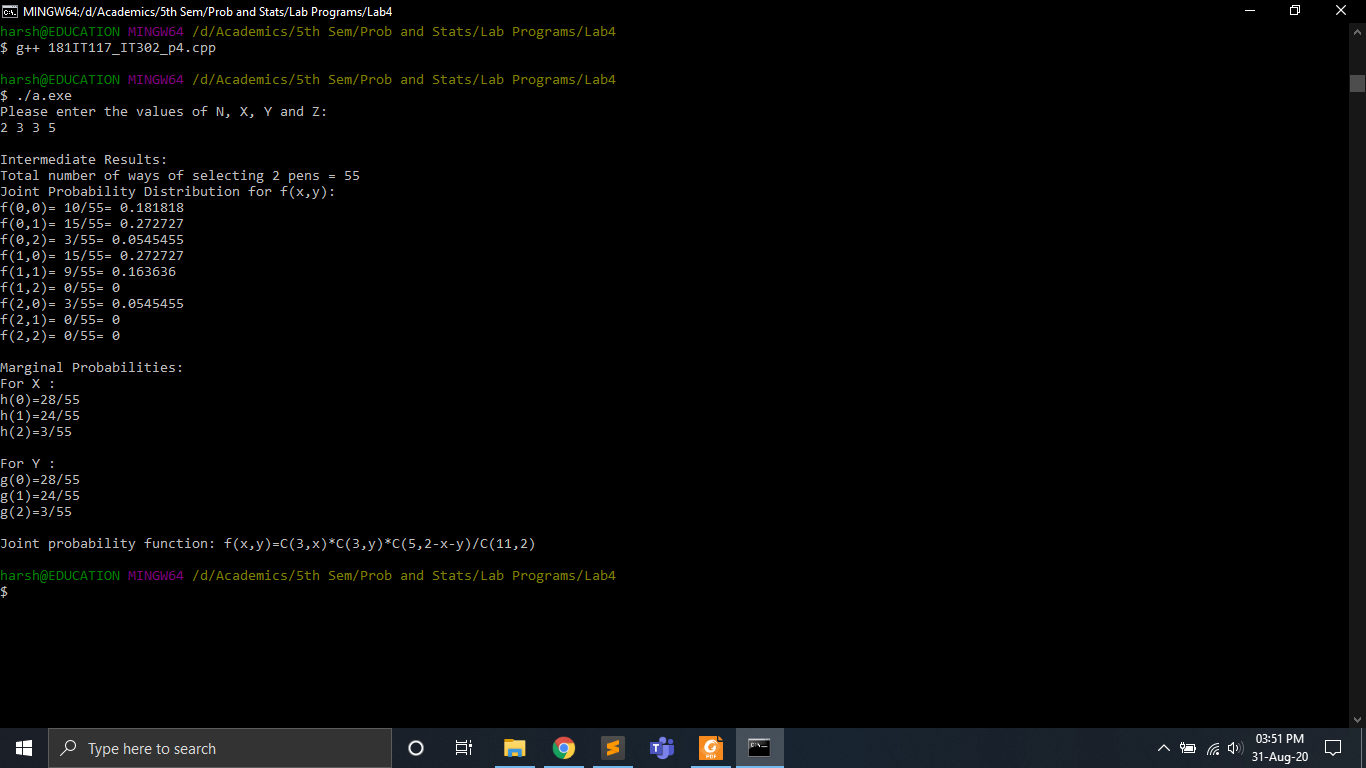 MINGW64:/d/Academics/5th Sem/Prob and Stats/Lab Programs/Lab4
harsh@EDUCATION MINGW64 /d/Academics/5th Sem/Prob and Stats/Lab Programs/Lab4
$ g++ 181IT117_IT302_p4.cpp
harsh@EDUCATION MINGW64 /d/Academics/5th Sem/Prob and Stats/Lab Programs/Lab4
$ ./a.exe
Please enter the values of N, X, Y and Z:
2 3 3 5
Intermediate Results:
Total number of ways of selecting 2 pens = 55
Joint Probability Distribution for f(x,y):
f(0,0)= 10/55= 0.181818
f(0,1)= 15/55= 0.272727
f(0,2)= 3/55= 0.0545455
f(1,0)= 15/55= 0.272727
f(1,1)= 9/55= 0.163636
f(1,2)= 0/55= 0
f(2,0)= 3/55= 0.0545455
f(2,1)= 0/55= 0
f(2,2)= 0/55= 0
Marginal Probabilities:
For X :
h(0)=28/55
h(1)=24/55
h(2)=3/55
For Y :
g(0)=28/55
g(1)=24/55
g(2)=3/55
Joint probability function: f(x,y)=C(3,x)*C(3,y)*C(5,2-x-y)/C(11,2)
harsh@EDUCATION MINGW64 /d/Academics/5th Sem/Prob and Stats/Lab Programs/Lab4
$
Type here to search
03:51 PM
31-Aug-20